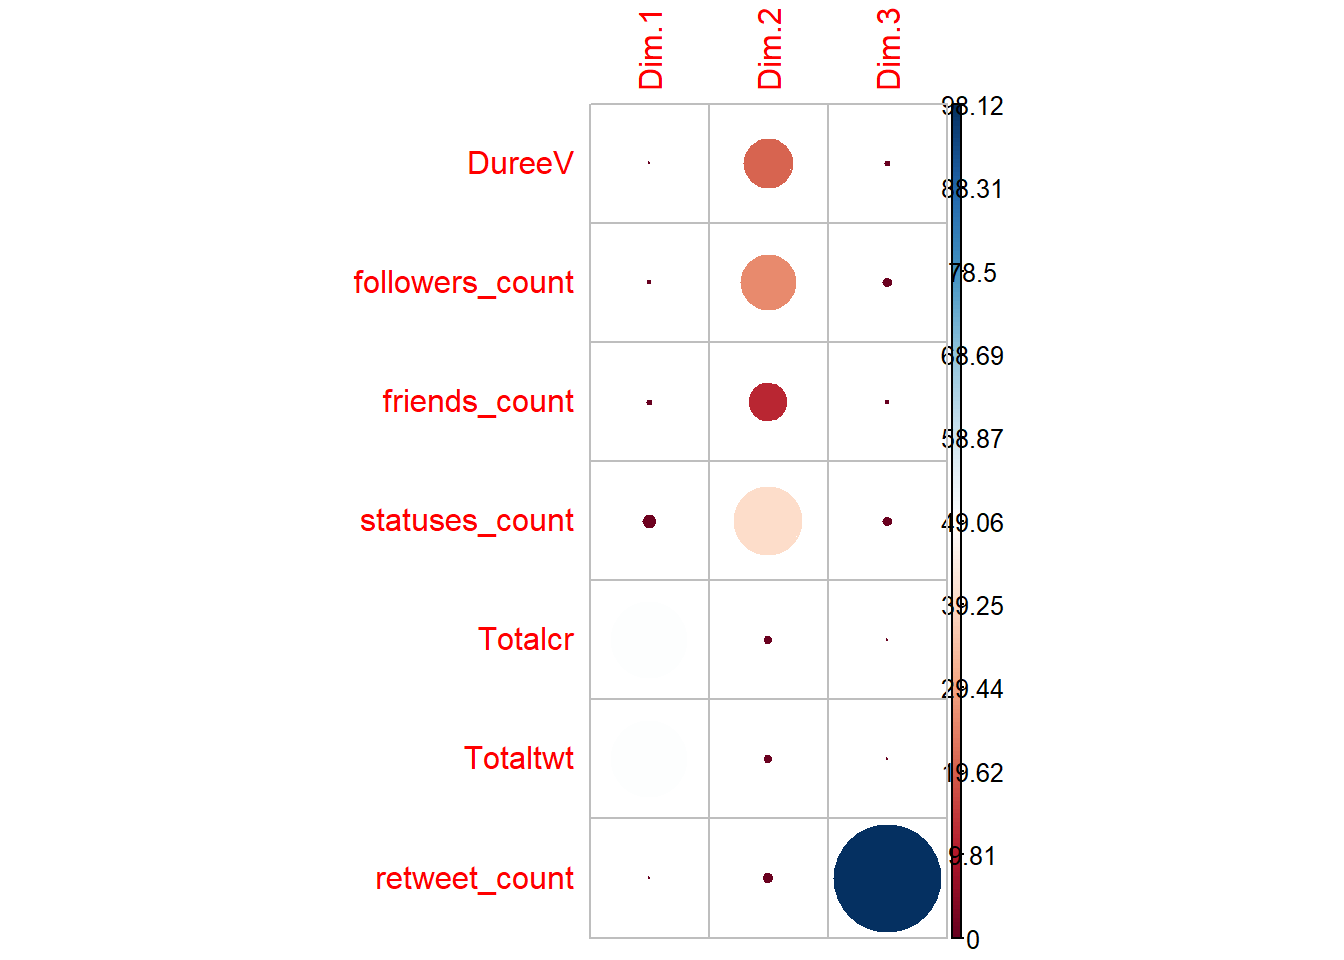 Dim.1
Dim.2
Dim.3
DureeV
followers_count
friends_count
statuses_count
Totalcr
Totaltwt
retweet_count
98.12
88.31
78.5
68.69
58.87
49.06
39.25
29.44
19.62
9.81
0